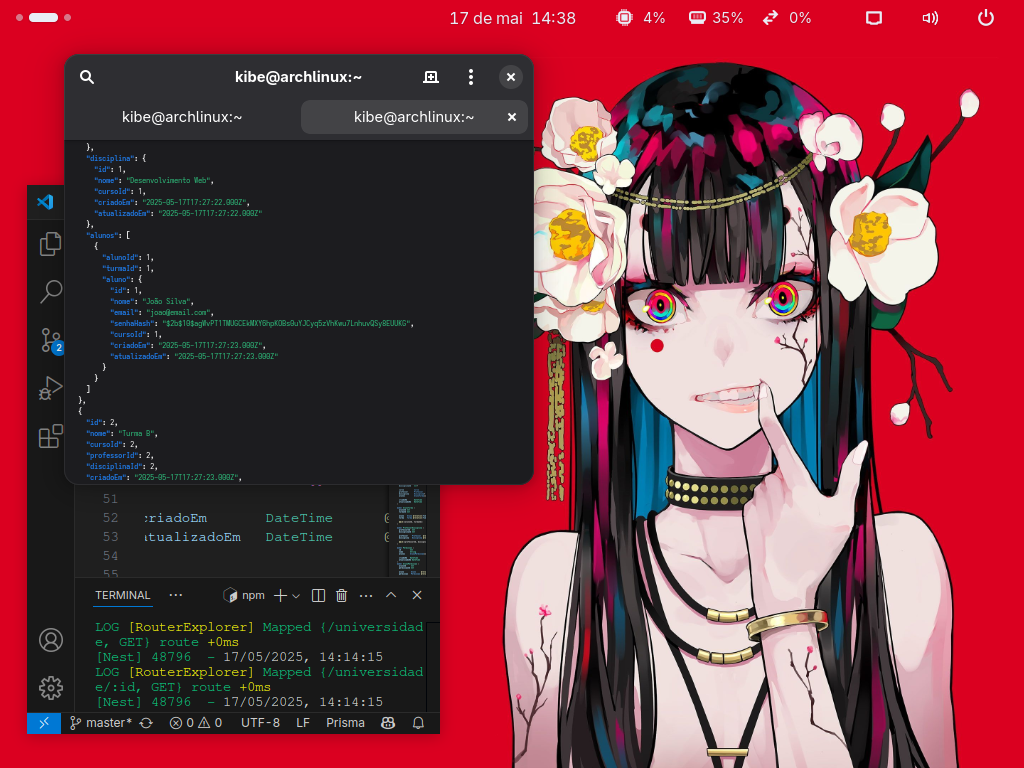 17 de mai 14:38
4%
35%
0%
kibe@archlinux:~
kibe@archlinux:~
kibe@archlinux:~
},
"disciplina": {
"id": 1,
"nome": "Desenvolvimento Web",
"cursoId": 1,
"criadoEm": "2025-05-17T17:27:22.000Z",
"atualizadoEm": "2025-05-17T17:27:22.000Z"
},
"alunos": [
{
"alunoId": 1,
"turmaId": 1,
"aluno": {
"id": 1,
"nome": "João Silva",
"email": "joao@email.com",
"senhaHash":
"cursoId": 1,
"criadoEm": "2025-05-17T17:27:23.000Z",
"atualizadoEm": "2025-05-17T17:27:23.000Z"
}
}
]
},
{
"id": 2,
"nome": "Turma B",
"cursoId": 2,
"professorId": 2,
"disciplinaId": 2,
"criadoEm": "2025-05-17T17:27:23.000Z",
2
51
52 criadoEm DateTime @
53 atualizadoEm DateTime @
54
55
TERMINAL
npm
LOG [RouterExplorer] Mapped {/universidad
e, GET} route +0ms
[Nest] 48796 - 17/05/2025, 14:14:15
LOG [RouterExplorer] Mapped {/universidad
e/:id, GET} route +0ms
[Nest] 48796 - 17/05/2025, 14:14:15
master* 0 0 UTF-8 LF Prisma